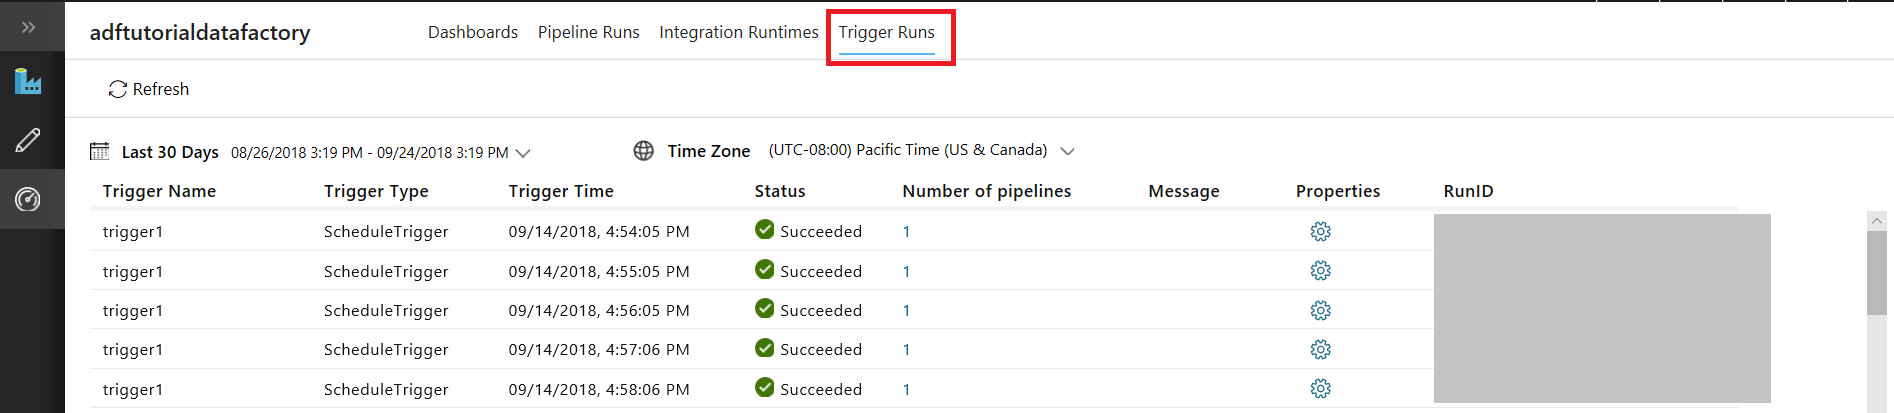 adftutorialdatafactory Dashboards Pipeline Runs Integration Runtimes Trigger Runs
Refresh
Last 30 Days 08/26/2018 3:19 PM - 09/24/2018 3:19 PM Time Zone (UTC-08:00) Pacific Time (US & Canada)
Trigger Name Trigger Type Trigger Time Status Number of pipelines Message Properties RunID
trigger1 ScheduleTrigger 09/14/2018, 4:54:05 PM Succeeded 1
trigger1 ScheduleTrigger 09/14/2018, 4:55:05 PM Succeeded 1
trigger1 ScheduleTrigger 09/14/2018, 4:56:05 PM Succeeded 1
trigger1 ScheduleTrigger 09/14/2018, 4:57:06 PM Succeeded 1
trigger1 ScheduleTrigger 09/14/2018, 4:58:06 PM Succeeded 1